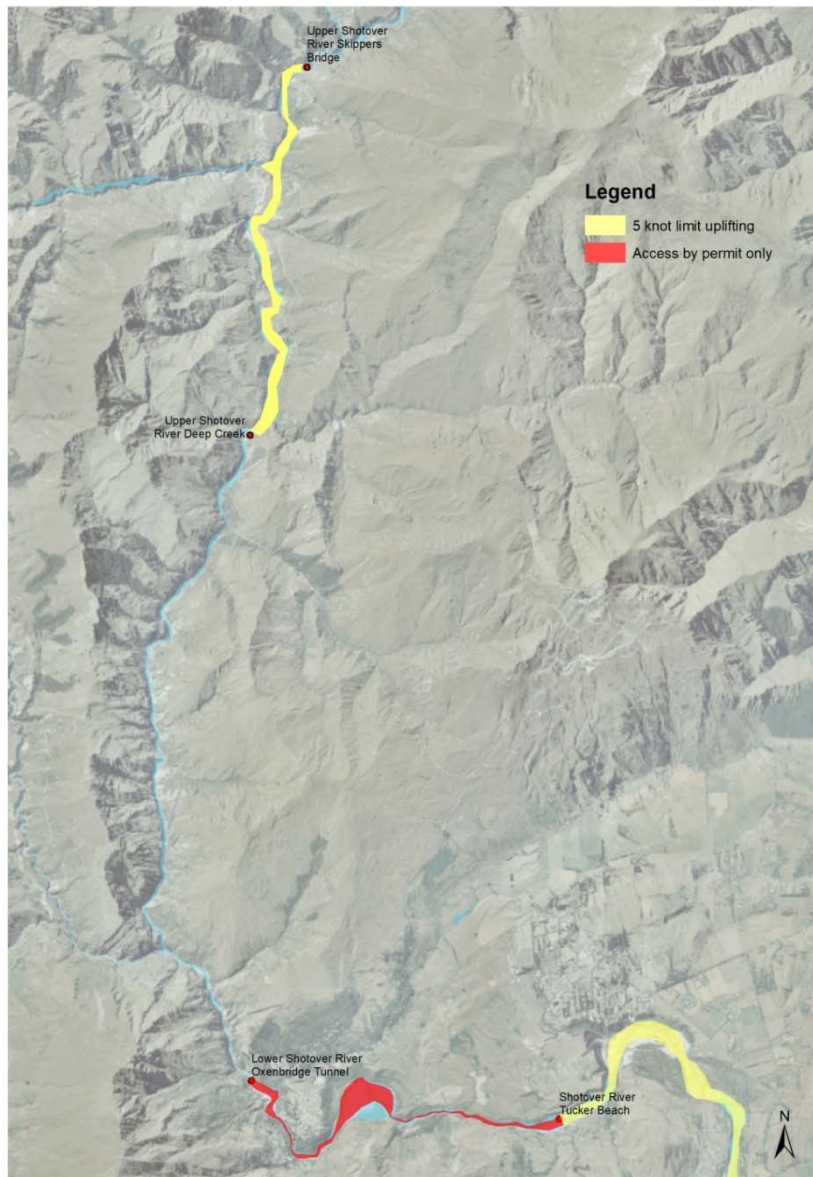 Upper Shotover
River Skippers
Bridge
Legend
5 knot limit uplifting
Access by permit only
Upper Shotover
River Deep Creek
Lower Shotover River
Oxenbridge Tunnel
Shotover River
Tucker Beach
N